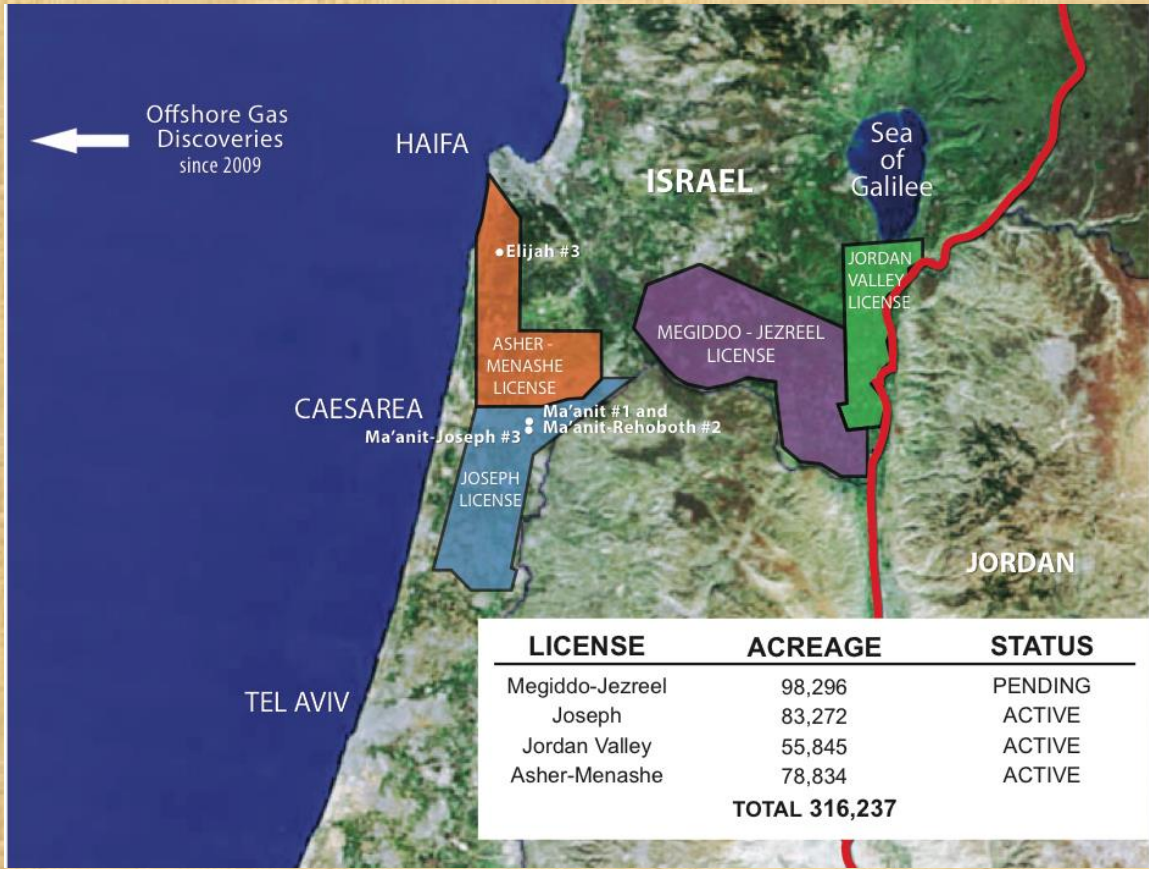 Offshore Gas
Discoveries
since 2009
HAIFA
ISRAEL
Sea
of
Galilee
Elijah #3
JORDAN
VALLEY
LICENSE
MEGIDDO - JEZREEL
LICENSE
ASHER -
MENASHE
LICENSE
CAESAREA
Ma'anit #1 and
Ma'anit-Rehoboth #2
Ma'anit-Joseph #3
JOSEPH
LICENSE
JORDAN
TEL AVIV
LICENSE ACREAGE STATUS
Megiddo-Jezreel 98,296 PENDING
Joseph 83,272 ACTIVE
Jordan Valley 55,845 ACTIVE
Asher-Menashe 78,834 ACTIVE
TOTAL 316,237